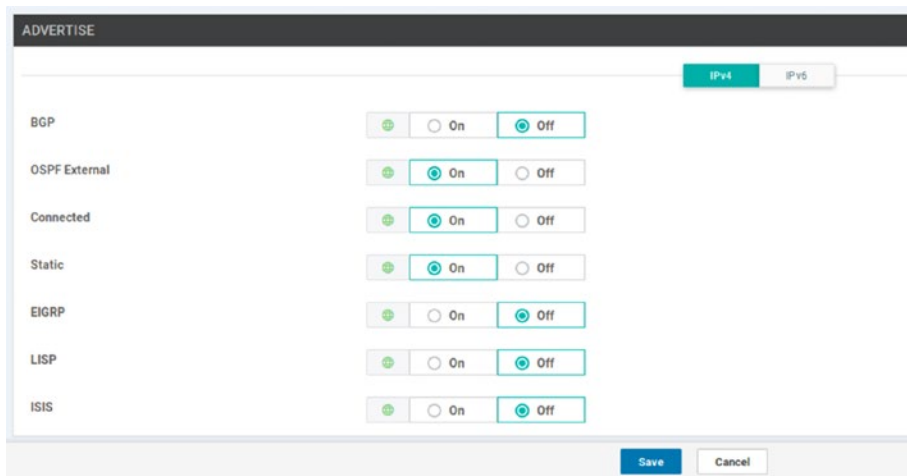 ADVERTISE
IPv4 IPv6
BGP On Off
OSPF External On Off
Connected On Off
Static On Off
EIGRP On Off
LISP On Off
ISIS On Off
Save Cancel